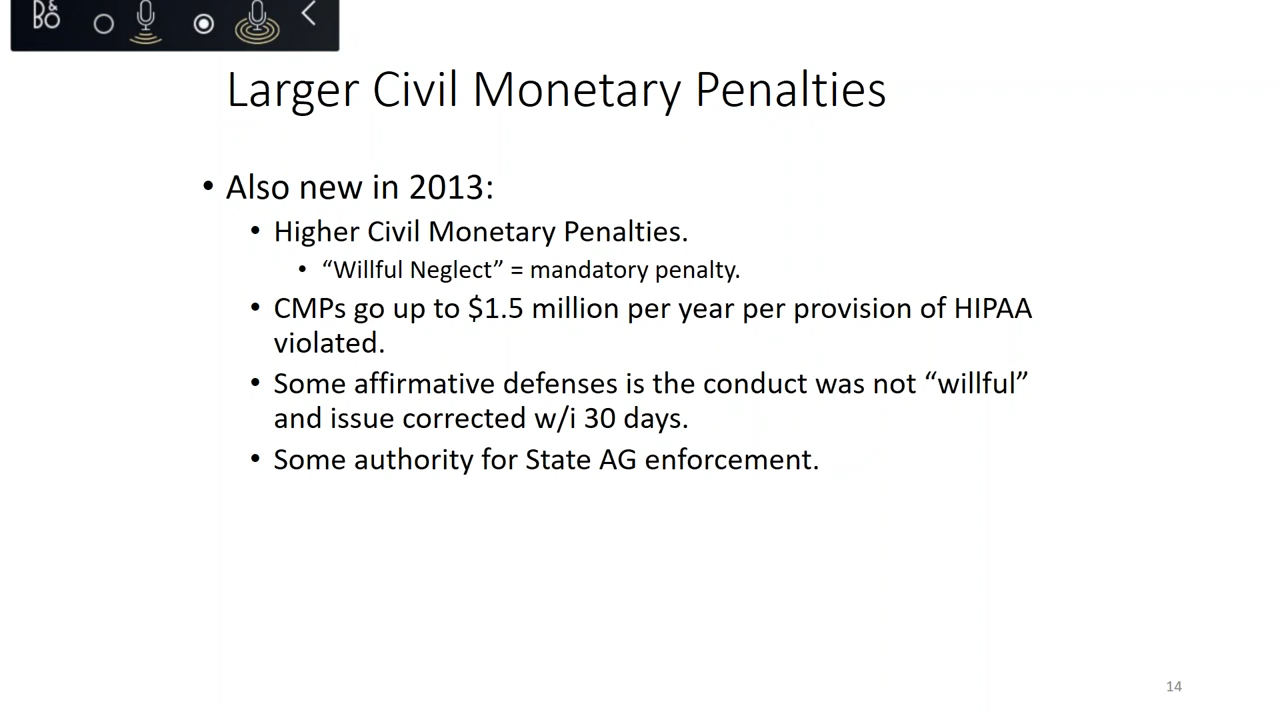 B&O
Larger Civil Monetary Penalties
• Also new in 2013:
• Higher Civil Monetary Penalties.
• “Willful Neglect” = mandatory penalty.
• CMPs go up to $1.5 million per year per provision of HIPAA
violated.
• Some affirmative defenses is the conduct was not “willful”
and issue corrected w/i 30 days.
• Some authority for State AG enforcement.
14